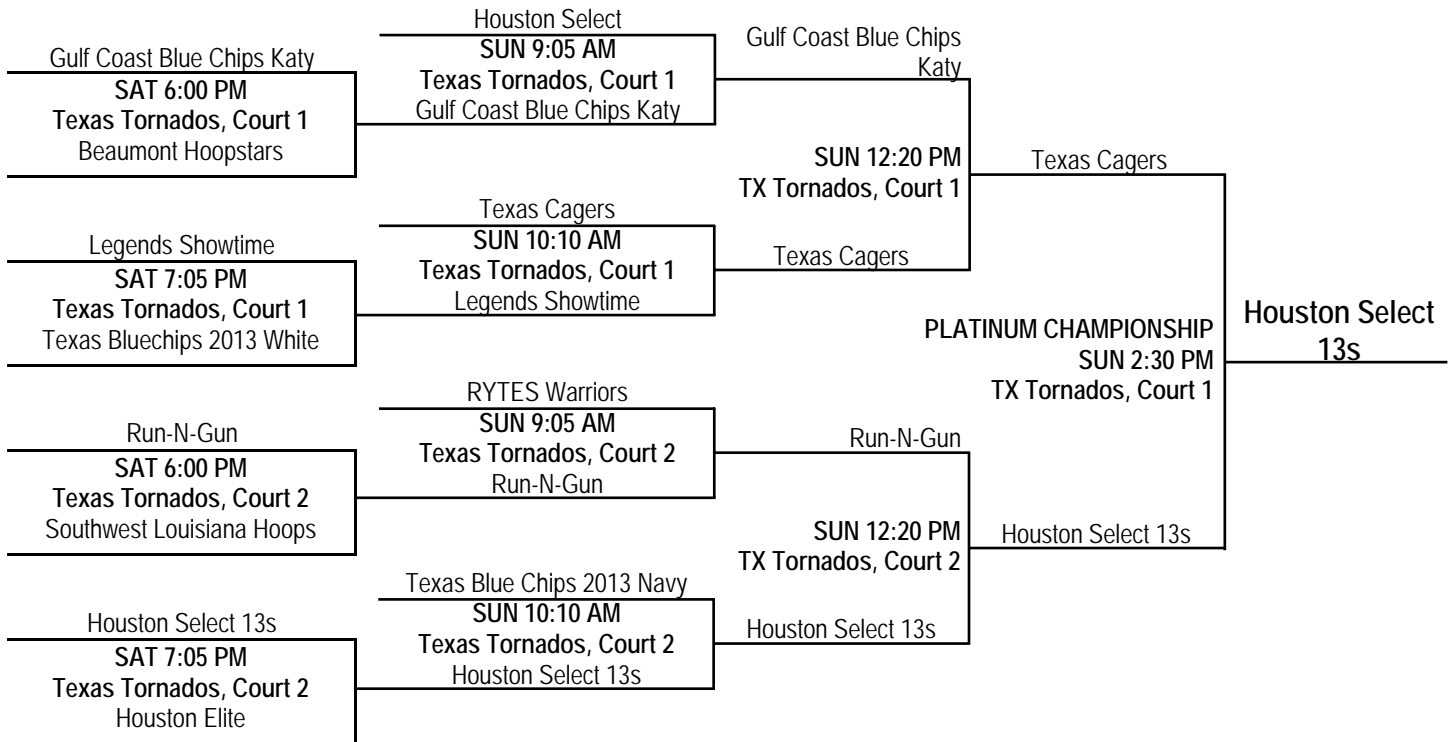 Gulf Coast Blue Chips Katy
SAT 6:00 PM
Texas Tornados, Court 1
Beaumont Hoopstars
Legends Showtime
SAT 7:05 PM
Texas Tornados, Court 1
Texas Bluechips 2013 White
Run-N-Gun
SAT 6:00 PM
Texas Tornados, Court 2
Southwest Louisiana Hoops
Houston Select 13s
SAT 7:05 PM
Texas Tornados, Court 2
Houston Elite
Houston Select
SUN 9:05 AM
Texas Tornados, Court 1
Gulf Coast Blue Chips Katy
Texas Cagers
SUN 10:10 AM
Texas Tornados, Court 1
Legends Showtime
RYTES Warriors
SUN 9:05 AM
Texas Tornados, Court 2
Run-N-Gun
Texas Blue Chips 2013 Navy
SUN 10:10 AM
Texas Tornados, Court 2
Houston Select 13s
Gulf Coast Blue Chips
Katy
SUN 12:20 PM
TX Tornados, Court 1
Texas Cagers
Run-N-Gun
SUN 12:20 PM
TX Tornados, Court 2
Houston Select 13s
Texas Cagers
PLATINUM CHAMPIONSHIP
SUN 2:30 PM
TX Tornados, Court 1
Houston Select 13s
Houston Select
13s